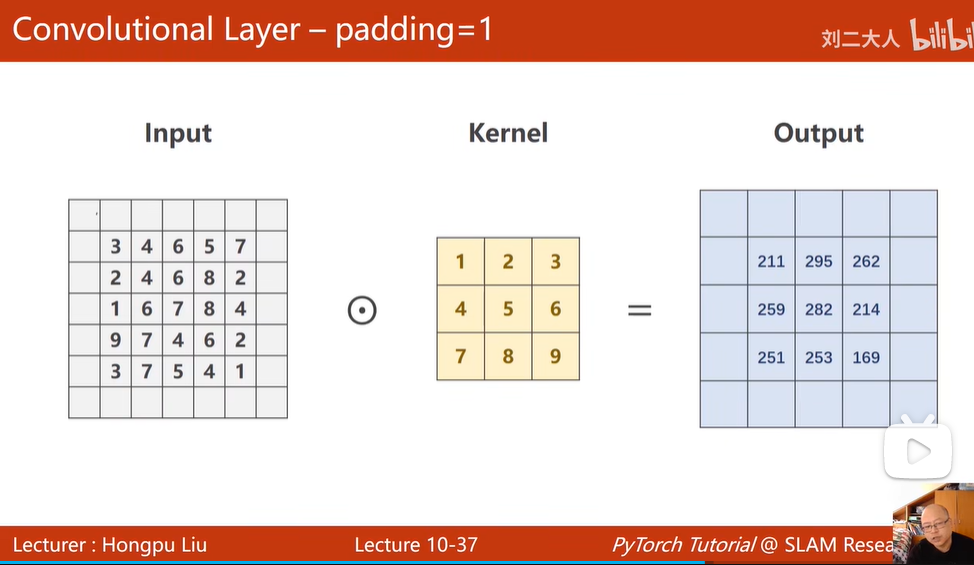 Convolutional Layer – padding=1
刘二大人
Input
Kernel
Output
3 4 6 5 7
2 4 6 8 2
1 6 7 8 4
9 7 4 6 2
3 7 5 4 1
1 2 3
4 5 6
7 8 9
=
211 295 262
259 282 214
251 253 169
Lecturer : Hongpu Liu
Lecture 10-37
PyTorch Tutorial @ SLAM